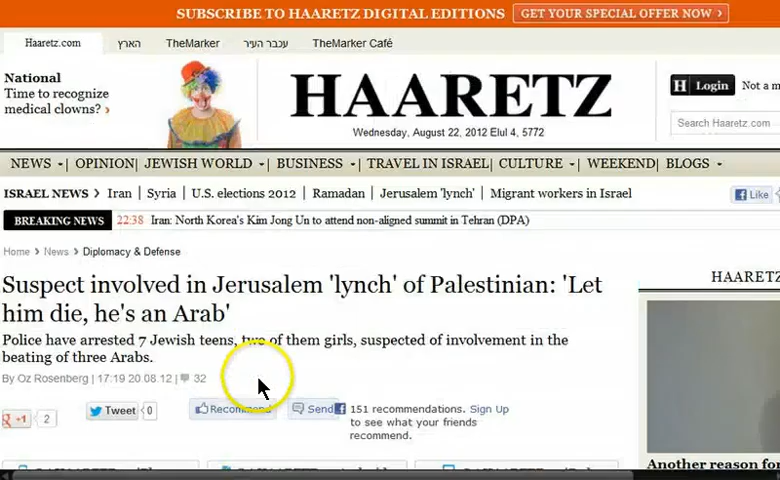 SUBSCRIBE TO HAARETZ DIGITAL EDITIONS GET YOUR SPECIAL OFFER NOW ›
Haaretz.com הארץ TheMarker עכבר העיר TheMarker Café
National
Time to recognize
medical clowns? ›
HAARETZ
Wednesday, August 22, 2012 Elul 4, 5772
H Login Not a
Search Haaretz.com
NEWS | OPINION | JEWISH WORLD | BUSINESS | TRAVEL IN ISRAEL | CULTURE | WEEKEND | BLOGS
ISRAEL NEWS › Iran | Syria | U.S. elections 2012 | Ramadan | Jerusalem 'lynch' | Migrant workers in Israel
Like
BREAKING NEWS 22:38 Iran: North Korea's Kim Jong Un to attend non-aligned summit in Tehran (DPA)
Home › News › Diplomacy & Defense
HAARETZ
Suspect involved in Jerusalem 'lynch' of Palestinian: 'Let
him die, he's an Arab'
Police have arrested 7 Jewish teens, two of them girls, suspected of involvement in the
beating of three Arabs.
By Oz Rosenberg | 17:19 20.08.12 | 32
+1 2 Tweet 0 Recommend Send 151 recommendations. Sign Up
to see what your friends
recommend.
Another reason for